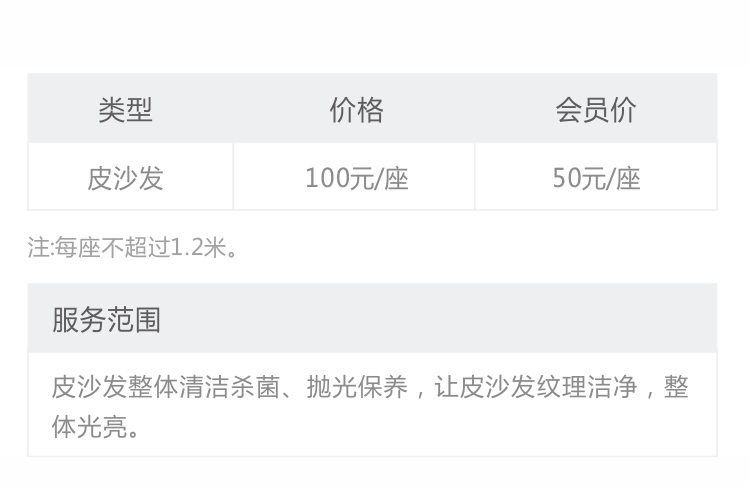 类型 价格 会员价
皮沙发 100元/座 50元/座
注:每座不超过1.2米。
服务范围
皮沙发整体清洁杀菌、抛光保养，让皮沙发纹理洁净，整
体光亮。